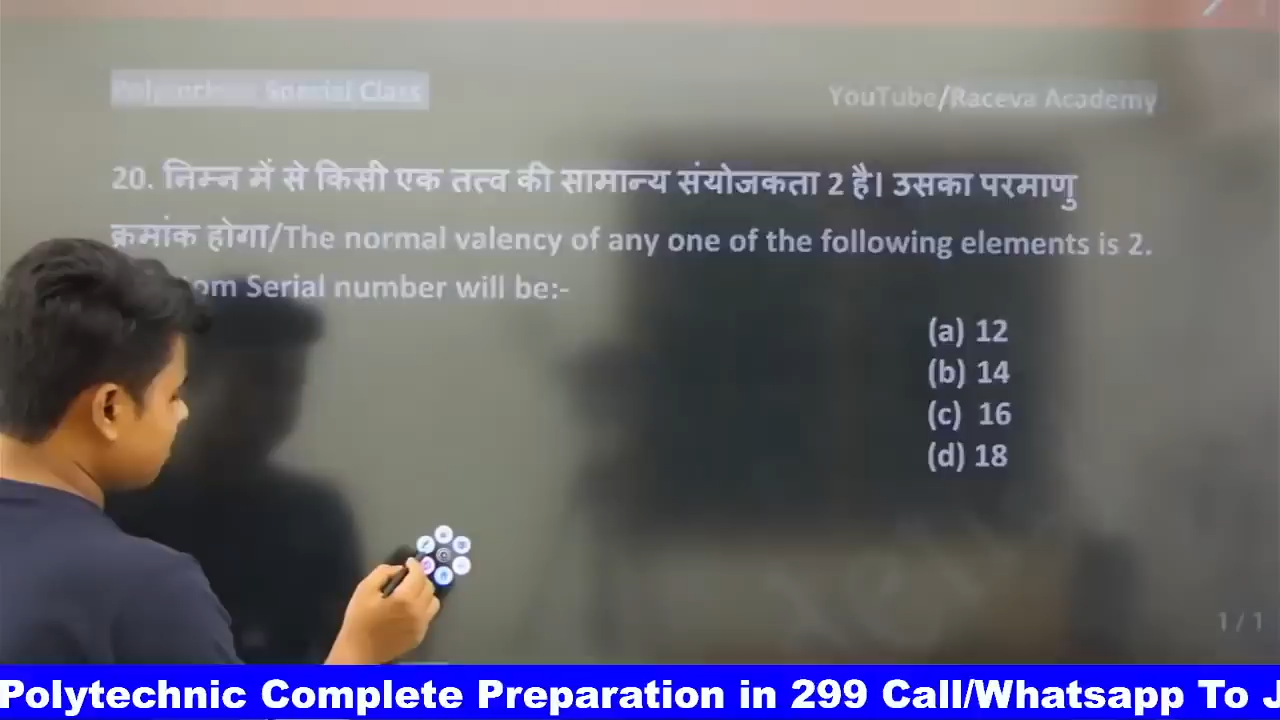 Polytechnic Special Class
YouTube/Raceva Academy
20. निम्न में से किसी एक तत्व की सामान्य संयोजकता 2 है। उसका परमाणु
क्रमांक होगा/The normal valency of any one of the following elements is 2.
om Serial number will be:-
(a) 12
(b) 14
(c) 16
(d) 18
1/1
Polytechnic Complete Preparation in 299 Call/Whatsapp To J